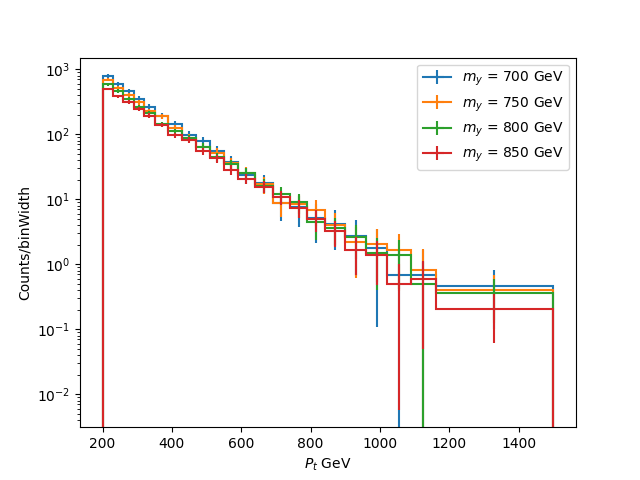 10³
10²
10¹
10⁰
10⁻¹
10⁻²
Counts/binWidth
m_y = 700 GeV
m_y = 750 GeV
m_y = 800 GeV
m_y = 850 GeV
200 400 600 800 1000 1200 1400
P_t GeV